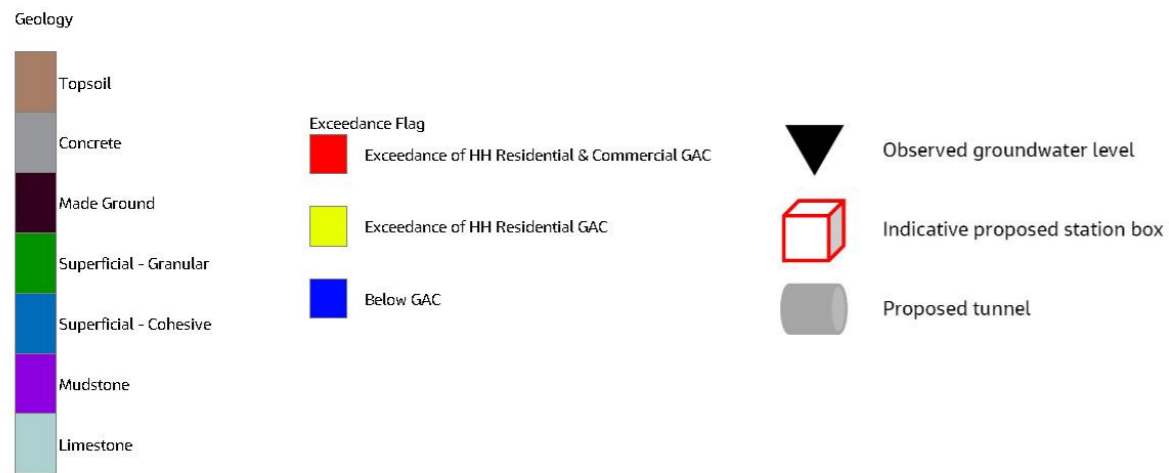 Geology
Topsoil
Concrete
Made Ground
Superficial - Granular
Superficial - Cohesive
Mudstone
Limestone
Exceedance Flag
Exceedance of HH Residential & Commercial GAC
Exceedance of HH Residential GAC
Below GAC
Observed groundwater level
Indicative proposed station box
Proposed tunnel